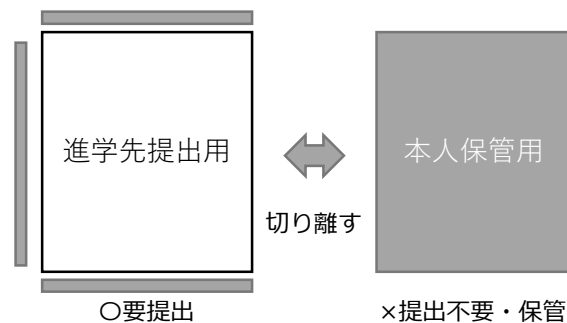 進学先提出用
本人保管用
切り離す
〇要提出
×提出不要・保管